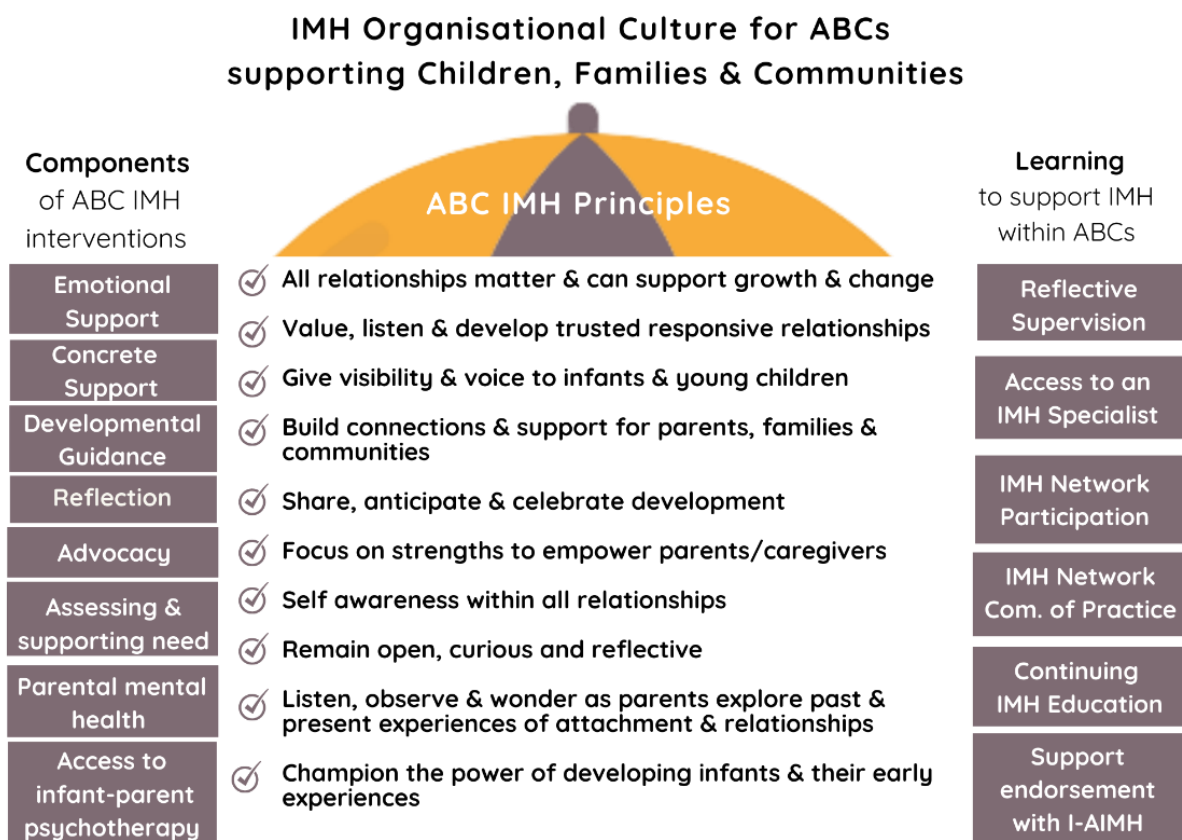 IMH Organisational Culture for ABCs
supporting Children, Families & Communities
Components
of ABC IMH
interventions
Emotional
Support
Concrete
Support
Developmental
Guidance
Reflection
Advocacy
Assessing &
supporting need
Parental mental
health
Access to
infant-parent
psychotherapy
ABC IMH Principles
All relationships matter & can support growth & change
Value, listen & develop trusted responsive relationships
Give visibility & voice to infants & young children
Build connections & support for parents, families &
communities
Share, anticipate & celebrate development
Focus on strengths to empower parents/caregivers
Self awareness within all relationships
Remain open, curious and reflective
Listen, observe & wonder as parents explore past &
present experiences of attachment & relationships
Champion the power of developing infants & their early
experiences
Learning
to support IMH
within ABCs
Reflective
Supervision
Access to an
IMH Specialist
IMH Network
Participation
IMH Network
Com. of Practice
Continuing
IMH Education
Support
endorsement
with I-AIMH